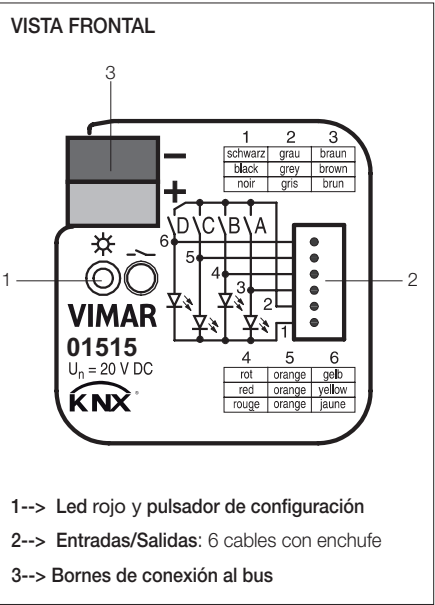 VISTA FRONTAL
3
1 2 3
schwarz grau braun
black grey brown
noir gris brun
−
+
D C B A
6
5
4
3
2
1
1
2
VIMAR
01515
Un = 20 V DC
KNX
4 5 6
rot orange gelb
red orange yellow
rouge orange jaune
1--> Led rojo y pulsador de configuración
2--> Entradas/Salidas: 6 cables con enchufe
3--> Bornes de conexión al bus